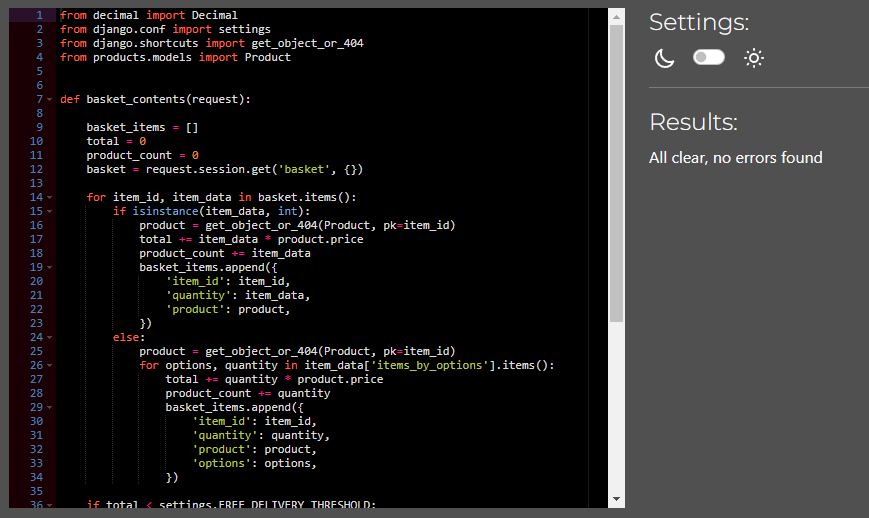 1 from decimal import Decimal
2 from django.conf import settings
3 from django.shortcuts import get_object_or_404
4 from products.models import Product
5
6
7 def basket_contents(request):
8
9     basket_items = []
10     total = 0
11     product_count = 0
12     basket = request.session.get('basket', {})
13
14     for item_id, item_data in basket.items():
15         if isinstance(item_data, int):
16             product = get_object_or_404(Product, pk=item_id)
17             total += item_data * product.price
18             product_count += item_data
19             basket_items.append({
20                 'item_id': item_id,
21                 'quantity': item_data,
22                 'product': product,
23             })
24         else:
25             product = get_object_or_404(Product, pk=item_id)
26             for options, quantity in item_data['items_by_options'].items():
27                 total += quantity * product.price
28                 product_count += quantity
29                 basket_items.append({
30                     'item_id': item_id,
31                     'quantity': quantity,
32                     'product': product,
33                     'options': options,
34                 })
35
36     if total < settings.FREE_DELIVERY_THRESHOLD:
Settings:
Results:
All clear, no errors found